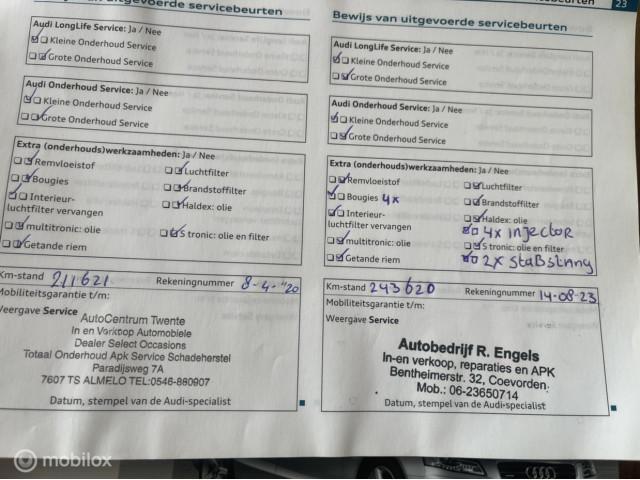 van uitgevoerde servicebeurten
Audi LongLife Service: Ja / Nee
Kleine Onderhoud Service
Grote Onderhoud Service
Audi Onderhoud Service: Ja / Nee
Kleine Onderhoud Service
Grote Onderhoud Service
Extra (onderhouds)werkzaamheden: Ja / Nee
Remvloeistof
Luchtfilter
Bougies
Brandstoffilter
Interieur-
luchtfilter vervangen
Haldex: olie
multitronic: olie
S tronic: olie en filter
Getande riem
Km-stand 211621
Rekeningnummer 8-4-'20
Mobiliteitsgarantie t/m:
Weergave Service
AutoCentrum Twente
In en Verkoop Automobiele
Dealer Select Occasions
Totaal Onderhoud Apk Service Schadeherstel
Paradijsweg 7A
7607 TS ALMELO TEL:0546-880907
Datum, stempel van de Audi-specialist
servicebeurten 23
Bewijs van uitgevoerde servicebeurten
Audi LongLife Service: Ja / Nee
Kleine Onderhoud Service
Grote Onderhoud Service
Audi Onderhoud Service: Ja / Nee
Kleine Onderhoud Service
Grote Onderhoud Service
Extra (onderhouds)werkzaamheden: Ja / Nee
Remvloeistof
Luchtfilter
Bougies 4x
Brandstoffilter
Interieur-
luchtfilter vervangen
Haldex: olie
4x injector
multitronic: olie
S tronic: olie en filter
Getande riem
2x stabstang
Km-stand 243620
Rekeningnummer 14-08-23
Mobiliteitsgarantie t/m:
Weergave Service
Autobedrijf R. Engels
In-en verkoop, reparaties en APK
Bentheimerstr. 32, Coevorden
Mob.: 06-23650714
Datum, stempel van de Audi-specialist
mobilox